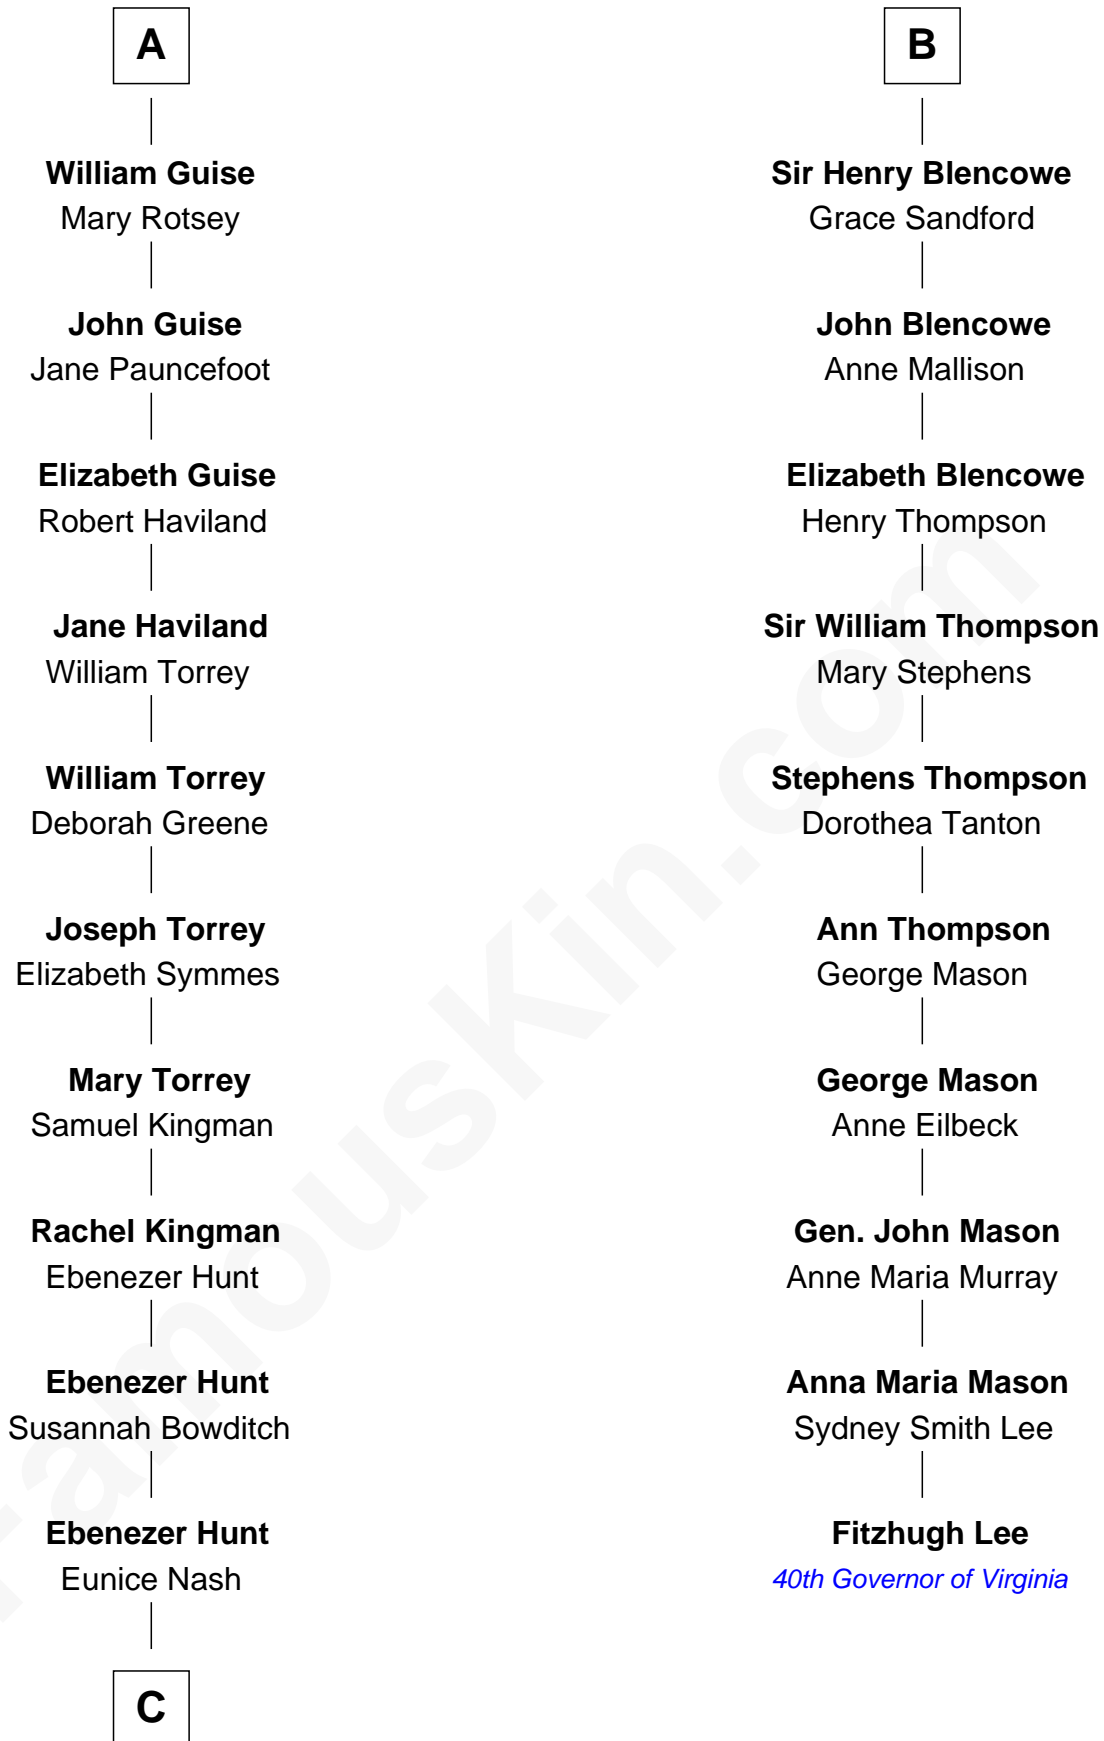 A
William Guise
Mary Rotsey
John Guise
Jane Pauncefoot
Elizabeth Guise
Robert Haviland
Jane Haviland
William Torrey
William Torrey
Deborah Greene
Joseph Torrey
Elizabeth Symmes
Mary Torrey
Samuel Kingman
Rachel Kingman
Ebenezer Hunt
Ebenezer Hunt
Susannah Bowditch
Ebenezer Hunt
Eunice Nash
C
B
Sir Henry Blencowe
Grace Sandford
John Blencowe
Anne Mallison
Elizabeth Blencowe
Henry Thompson
Sir William Thompson
Mary Stephens
Stephens Thompson
Dorothea Tanton
Ann Thompson
George Mason
George Mason
Anne Eilbeck
Gen. John Mason
Anne Maria Murray
Anna Maria Mason
Sydney Smith Lee
Fitzhugh Lee
40th Governor of Virginia
FamousKin.com